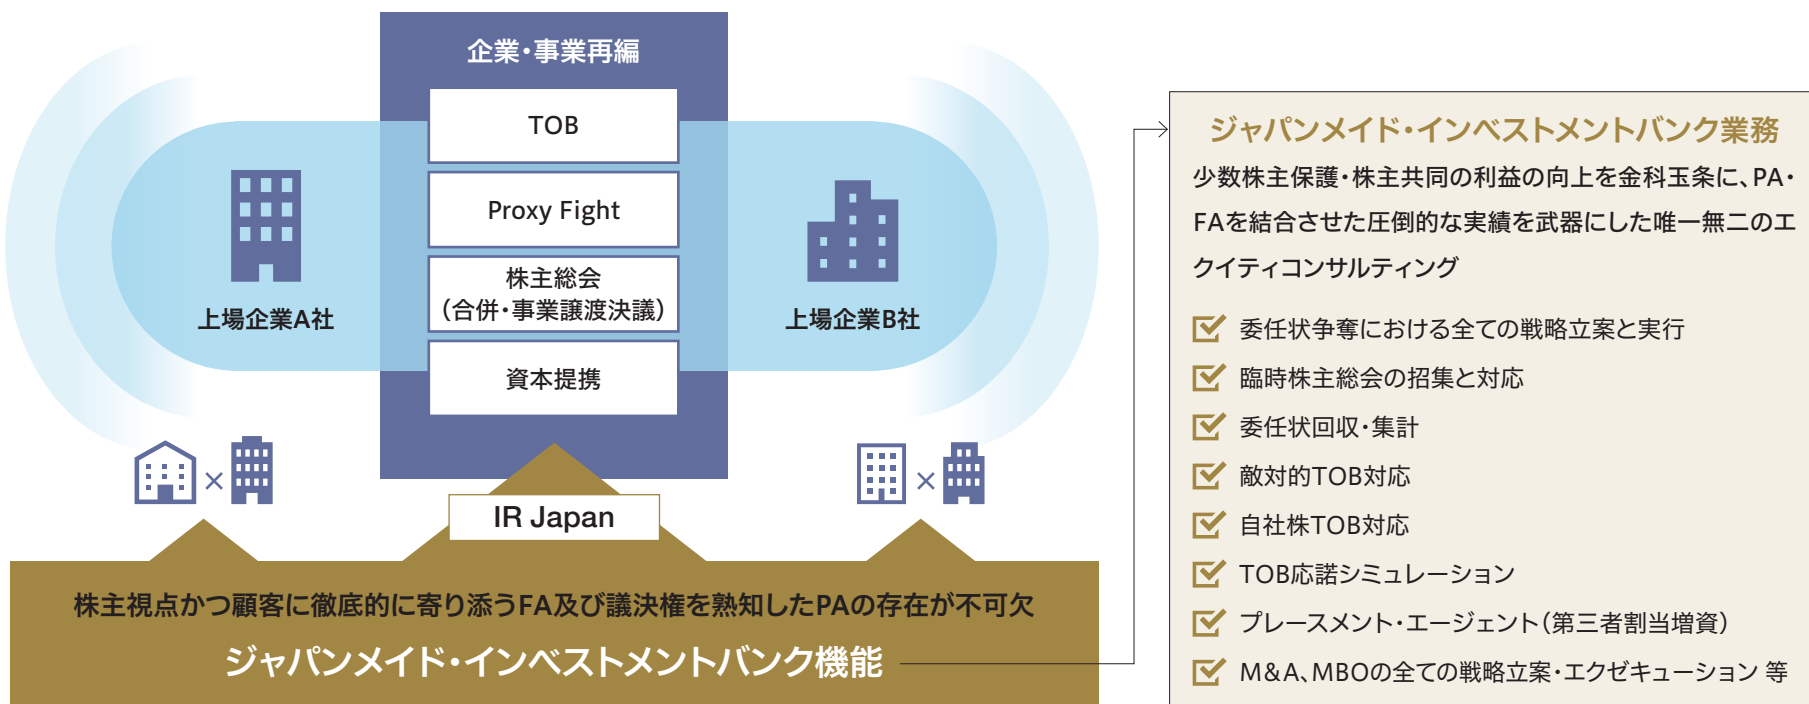 企業・事業再編
TOB
Proxy Fight
株主総会
（合併・事業譲渡決議）
資本提携
上場企業A社
上場企業B社
×
×
IR Japan
株主視点かつ顧客に徹底的に寄り添うFA及び議決権を熟知したPAの存在が不可欠
ジャパンメイド・インベストメントバンク機能
ジャパンメイド・インベストメントバンク業務
少数株主保護・株主共同の利益の向上を金科玉条に、PA・
FAを結合させた圧倒的な実績を武器にした唯一無二のエ
クイティコンサルティング
委任状争奪における全ての戦略立案と実行
臨時株主総会の招集と対応
委任状回収・集計
敵対的TOB対応
自社株TOB対応
TOB応諾シミュレーション
プレースメント・エージェント（第三者割当増資）
M&A、MBOの全ての戦略立案・エクゼキューション 等